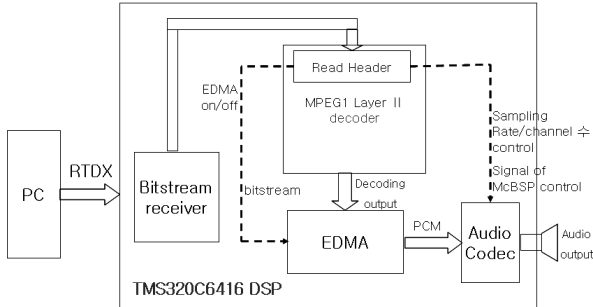 Read Header
MPEG1 Layer Ⅱ
decoder
EDMA
on/off
Sampling
Rate/channel 수
control
Signal of
McBSP control
PC
RTDX
Bitstream
receiver
bitstream
Decoding
output
EDMA
PCM
Audio
Codec
Audio
output
TMS320C6416 DSP